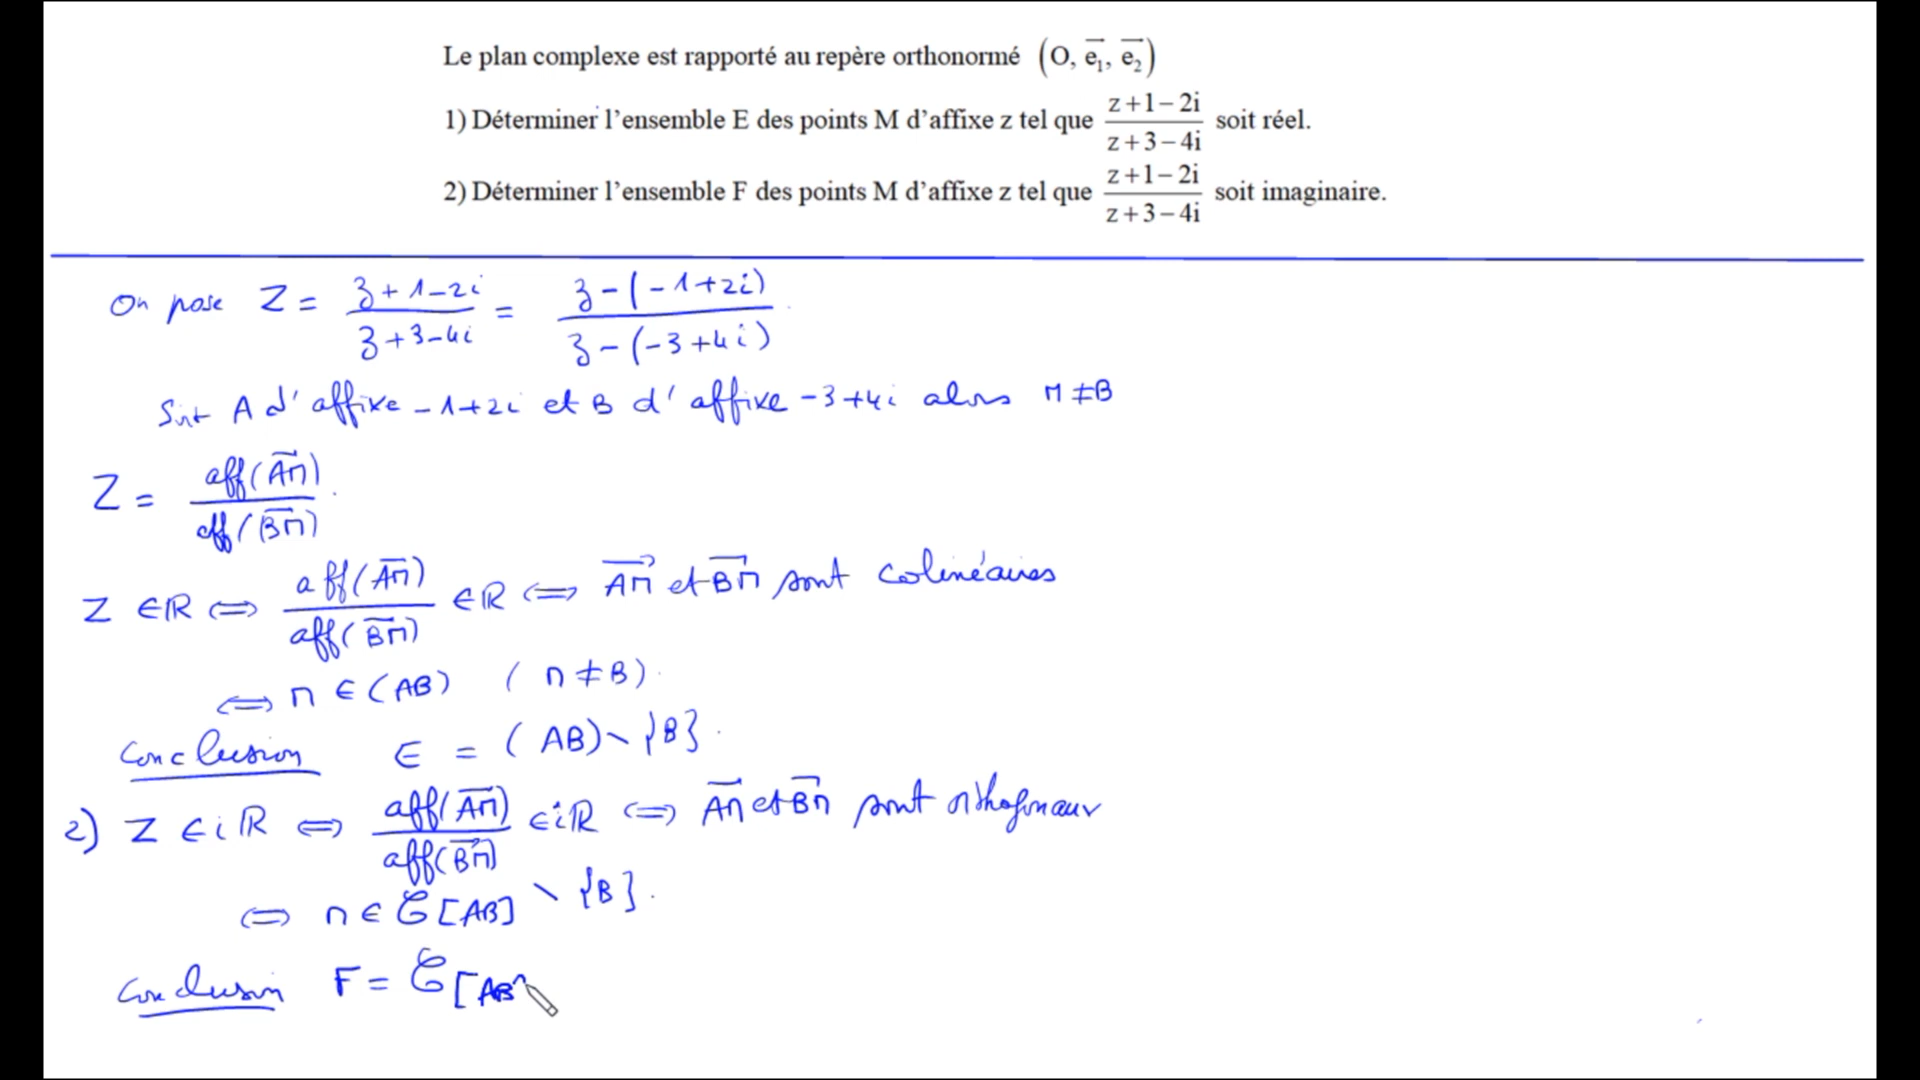 Le plan complexe est rapporté au repère orthonormé (O, e₁, e₂)
1) Déterminer l'ensemble E des points M d'affixe z tel que (z+1−2i)/(z+3−4i) soit réel.
2) Déterminer l'ensemble F des points M d'affixe z tel que (z+1−2i)/(z+3−4i) soit imaginaire.
On pose Z = (z+1−2i)/(z+3−4i) = (z−(−1+2i))/(z−(−3+4i))
Soit A d'affixe −1+2i et B d'affixe −3+4i alors M≠B
Z = aff(AM)/aff(BM).
Z ∈ℝ ⟺ aff(AM)/aff(BM) ∈ℝ ⟺ AM et BM sont colinéaires
⟺ M ∈ (AB) ( M≠B).
Conclusion E = (AB)∖{B}.
2) Z ∈ iℝ ⟺ aff(AM)/aff(BM) ∈iℝ ⟺ AM et BM sont orthogonaux
⟺ M ∈ 𝒞[AB] ∖ {B}.
Conclusion F = 𝒞[AB